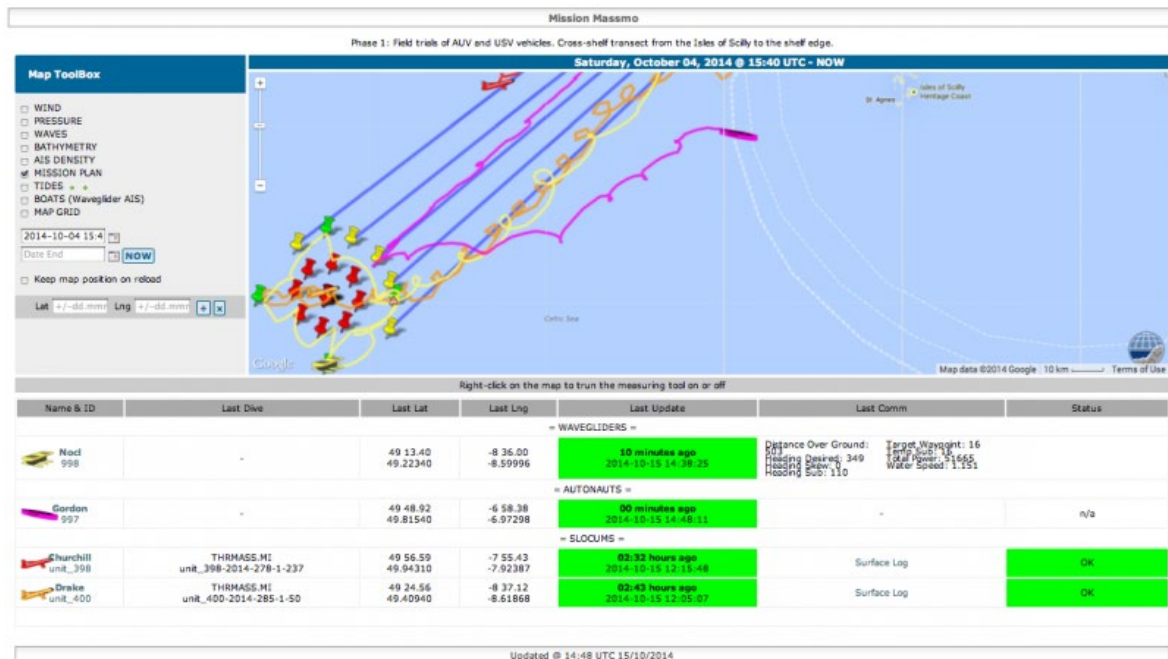 Mission Massmo
Phase 1: Field trials of AUV and USV vehicles. Cross-shelf transect from the Isles of Scilly to the shelf edge.
Map ToolBox
Saturday, October 04, 2014 @ 15:40 UTC - NOW
WIND
PRESSURE
WAVES
BATHYMETRY
AIS DENSITY
MISSION PLAN
TIDES
BOATS (Waveglider AIS)
MAP GRID
2014-10-04 15:4
Date End NOW
Keep map position on reload
Lat +/-dd.mmr Lng +/-dd.mmr + x
St Agnes
Isles of Scilly
Heritage Coast
Celtic Sea
Google
Map data ©2014 Google 10 km Terms of Use
Right-click on the map to trun the measuring tool on or off
Name & ID Last Dive Last Lat Last Lng Last Update Last Comm Status
= WAVEGLIDERS =
Nocl - 49 13.40 -8 36.00 10 minutes ago
998 49.22340 -8.59996 2014-10-15 14:38:25
Distance Over Ground: Target Waypoint: 16
503 Temp Sub: 16
Heading Desired: 349 Total Power: 51665
Heading Skew: 0 Water Speed: 1.151
Heading Sub: 110
= AUTONAUTS =
Gordon - 49 48.92 -6 58.38 00 minutes ago - n/a
997 49.81540 -6.97298 2014-10-15 14:48:11
= SLOCUMS =
Churchill THRMASS.MI 49 56.59 -7 55.43 02:32 hours ago Surface Log OK
unit_398 unit_398-2014-278-1-237 49.94310 -7.92387 2014-10-15 12:15:48
Drake THRMASS.MI 49 24.56 -8 37.12 02:43 hours ago Surface Log OK
unit_400 unit_400-2014-285-1-50 49.40940 -8.61868 2014-10-15 12:05:07
Updated @ 14:48 UTC 15/10/2014